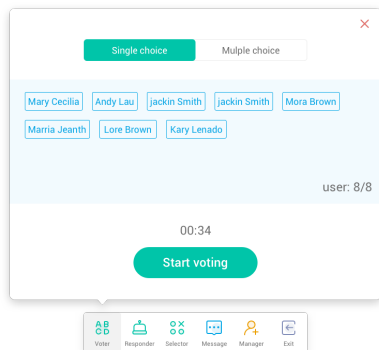 Single choice Mulple choice
Mary Cecilia Andy Lau jackin Smith jackin Smith Mora Brown
Marria Jeanth Lore Brown Kary Lenado
user: 8/8
00:34
Start voting
A B
C D
Voter Responder Selector Message Manager Exit